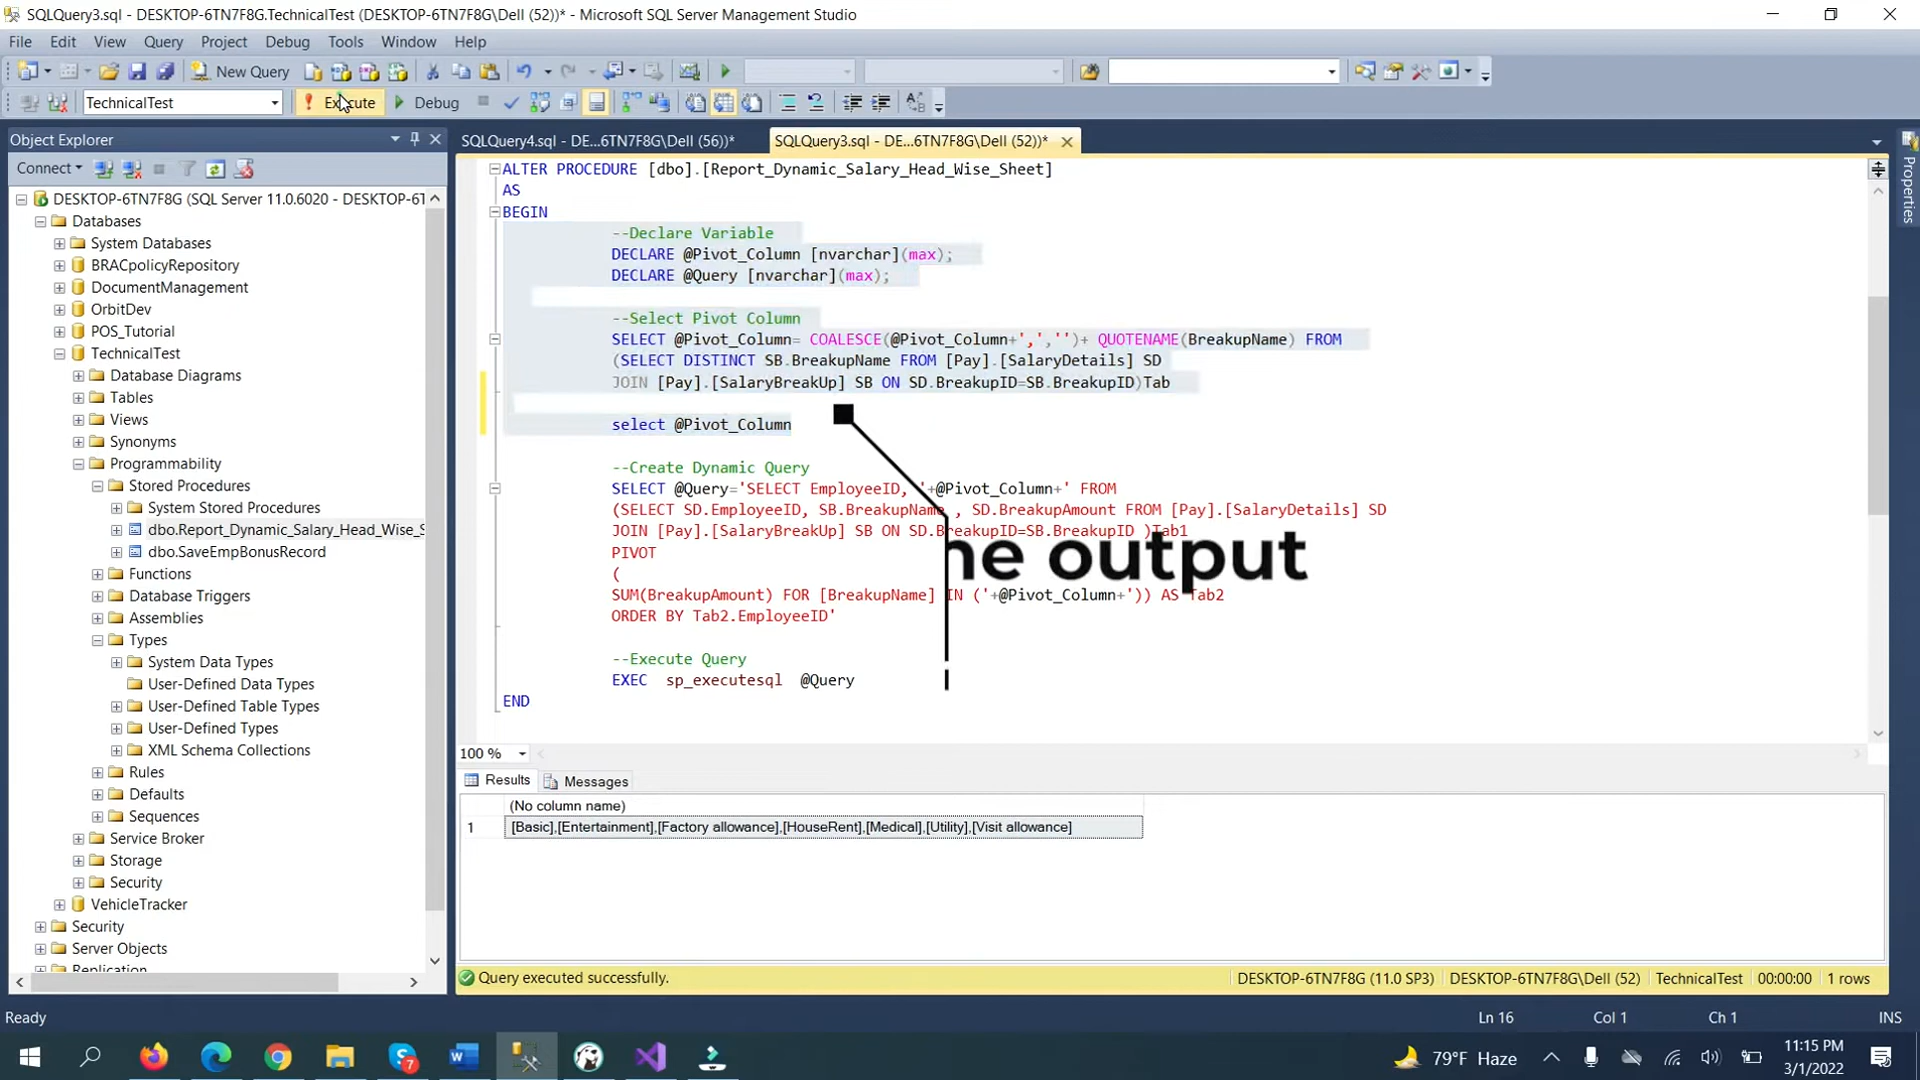 SQLQuery3.sql - DESKTOP-6TN7F8G.TechnicalTest (DESKTOP-6TN7F8G\Dell (52))* - Microsoft SQL Server Management Studio
File Edit View Query Project Debug Tools Window Help
New Query
TechnicalTest Execute Debug
Object Explorer
SQLQuery4.sql - DE...6TN7F8G\Dell (56))* SQLQuery3.sql - DE...6TN7F8G\Dell (52))*
Properties
Connect
DESKTOP-6TN7F8G (SQL Server 11.0.6020 - DESKTOP-6T
Databases
System Databases
BRACpolicyRepository
DocumentManagement
OrbitDev
POS_Tutorial
TechnicalTest
Database Diagrams
Tables
Views
Synonyms
Programmability
Stored Procedures
System Stored Procedures
dbo.Report_Dynamic_Salary_Head_Wise_S
dbo.SaveEmpBonusRecord
Functions
Database Triggers
Assemblies
Types
System Data Types
User-Defined Data Types
User-Defined Table Types
User-Defined Types
XML Schema Collections
Rules
Defaults
Sequences
Service Broker
Storage
Security
VehicleTracker
Security
Server Objects
Replication
ALTER PROCEDURE [dbo].[Report_Dynamic_Salary_Head_Wise_Sheet]
AS
BEGIN
--Declare Variable
DECLARE @Pivot_Column [nvarchar](max);
DECLARE @Query [nvarchar](max);
--Select Pivot Column
SELECT @Pivot_Column= COALESCE(@Pivot_Column+',','')+ QUOTENAME(BreakupName) FROM
(SELECT DISTINCT SB.BreakupName FROM [Pay].[SalaryDetails] SD
JOIN [Pay].[SalaryBreakUp] SB ON SD.BreakupID=SB.BreakupID)Tab
select @Pivot_Column
--Create Dynamic Query
SELECT @Query='SELECT EmployeeID, '+@Pivot_Column+' FROM
(SELECT SD.EmployeeID, SB.BreakupName , SD.BreakupAmount FROM [Pay].[SalaryDetails] SD
JOIN [Pay].[SalaryBreakUp] SB ON SD.BreakupID=SB.BreakupID )Tab1
PIVOT
he output
(
SUM(BreakupAmount) FOR [BreakupName] IN ('+@Pivot_Column+')) AS Tab2
ORDER BY Tab2.EmployeeID'
--Execute Query
EXEC sp_executesql @Query
END
100 %
Results Messages
(No column name)
1 [Basic],[Entertainment],[Factory allowance],[HouseRent],[Medical],[Utility],[Visit allowance]
Query executed successfully. DESKTOP-6TN7F8G (11.0 SP3) DESKTOP-6TN7F8G\Dell (52) TechnicalTest 00:00:00 1 rows
Ready Ln 16 Col 1 Ch 1 INS
79°F Haze
11:15 PM
3/1/2022